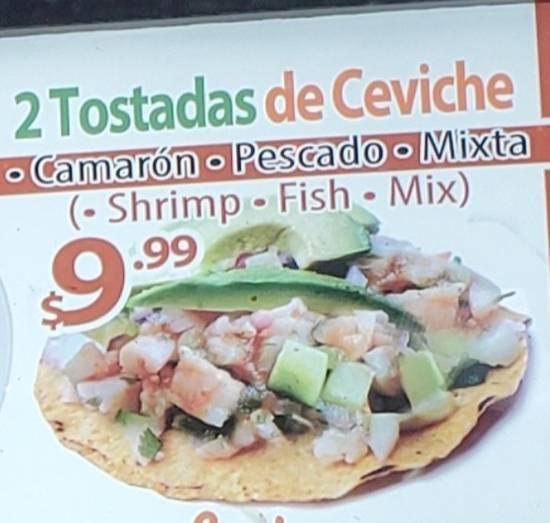 2 Tostadas de Ceviche
• Camarón • Pescado • Mixta
(• Shrimp • Fish • Mix)
$9.99